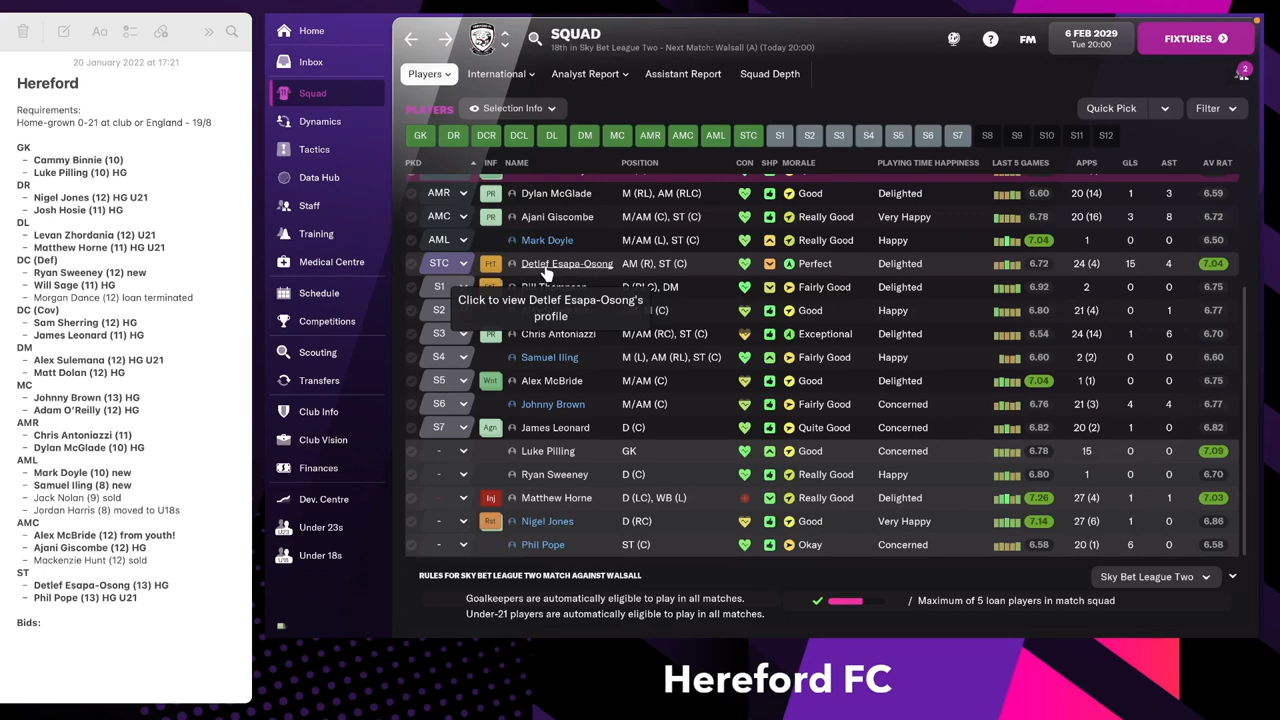 20 January 2022 at 17:21
Hereford
Requirements:
Home-grown 0-21 at club or England - 19/8
GK
- Cammy Binnie (10)
- Luke Pilling (10) HG
DR
- Nigel Jones (12) HG U21
- Josh Hosie (11) HG
DL
- Levan Zhordania (12) HG U21
- Matthew Horne (11) HG U21
DC (Def)
- Ryan Sweeney (12) new
- Will Sage (11) HG
- Morgan Dance (12) loan terminated
DC (Cov)
- Sam Sherring (12) HG
- James Leonard (11) HG
DM
- Alex Sulemana (12) HG U21
- Matt Dolan (12) HG
MC
- Johnny Brown (13) HG
- Adam O'Reilly (12) HG
AMR
- Chris Antoniazzi (11)
- Dylan McGlade (10) HG
AML
- Mark Doyle (10) new
- Samuel Iling (8) new
- Jack Nolan (9) sold
- Jordan Harris (8) moved to U18s
AMC
- Alex McBride (12) from youth!
- Ajani Giscombe (12) HG
- Mackenzie Hunt (12) sold
ST
- Detlef Esapa-Osong (13) HG
- Phil Pope (13) HG U21
Bids:
Home
Inbox
Squad
Dynamics
Tactics
Data Hub
Staff
Training
Medical Centre
Schedule
Competitions
Scouting
Transfers
Club Info
Club Vision
Finances
Dev. Centre
Under 23s
Under 18s
SQUAD
18th in Sky Bet League Two - Next Match: Walsall (A) (Today 20:00)
FM
6 FEB 2029
Tue 20:00
FIXTURES
Players International Analyst Report Assistant Report Squad Depth
2
PLAYERS Selection Info Quick Pick Filter
GK DR DCR DCL DL DM MC AMR AMC AML STC S1 S2 S3 S4 S5 S6 S7 S8 S9 S10 S11 S12
PKD INF NAME POSITION CON SHP MORALE PLAYING TIME HAPPINESS LAST 5 GAMES APPS GLS AST AV RAT
AMR PR Dylan McGlade M (RL), AM (RLC) Good Delighted 6.60 20 (14) 1 3 6.59
AMC PR Ajani Giscombe M/AM (C), ST (C) Really Good Very Happy 6.78 20 (16) 3 8 6.72
AML Mark Doyle M/AM (L), ST (C) Really Good Happy 7.04 1 0 0 6.50
STC FtT Detlef Esapa-Osong AM (R), ST (C) Perfect Delighted 6.72 24 (4) 15 4 7.04
S1 Fairly Good Delighted 6.92 2 0 0 6.75
Click to view Detlef Esapa-Osong's
profile
S2 Good Happy 6.80 21 (4) 0 1 6.77
S3 PR Chris Antoniazzi M/AM (RC), ST (C) Exceptional Delighted 6.54 24 (14) 1 6 6.70
S4 Samuel Iling M (L), AM (RL), ST (C) Fairly Good Happy 6.60 2 (2) 0 0 6.60
S5 Wnt Alex McBride M/AM (C) Good Delighted 7.04 1 (1) 0 0 6.75
S6 Johnny Brown M/AM (C) Fairly Good Concerned 6.76 21 (3) 4 4 6.77
S7 Agn James Leonard D (C) Quite Good Concerned 6.82 20 (2) 1 0 6.82
- Luke Pilling GK Good Concerned 6.78 15 0 0 7.09
- Ryan Sweeney D (C) Really Good Happy 6.80 1 0 0 6.70
- Inj Matthew Horne D (LC), WB (L) Really Good Delighted 7.26 27 (4) 1 1 7.03
- Rst Nigel Jones D (RC) Good Very Happy 7.14 27 (6) 1 0 6.86
- Phil Pope ST (C) Okay Concerned 6.58 20 (1) 6 0 6.58
RULES FOR SKY BET LEAGUE TWO MATCH AGAINST WALSALL Sky Bet League Two
Goalkeepers are automatically eligible to play in all matches.
Under-21 players are automatically eligible to play in all matches.
/ Maximum of 5 loan players in match squad
Hereford FC